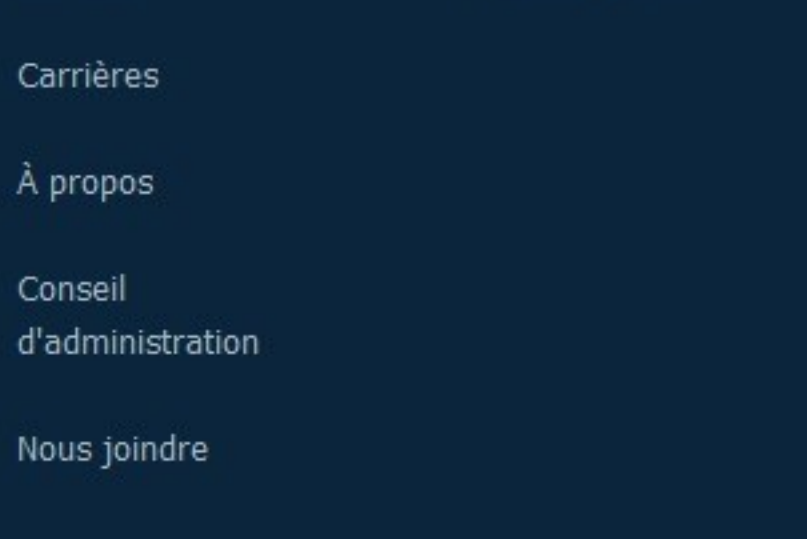 Carrières
À propos
Conseil
d'administration
Nous joindre